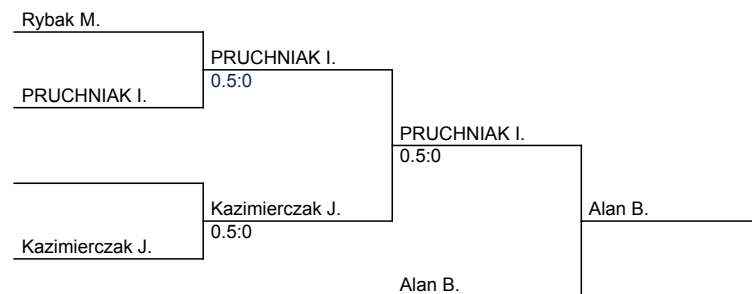 Rybak M.
PRUCHNIAK I.
0.5:0
PRUCHNIAK I.
PRUCHNIAK I.
0.5:0
Kazimierczak J.
Alan B.
0.5:0
Kazimierczak J.
Alan B.